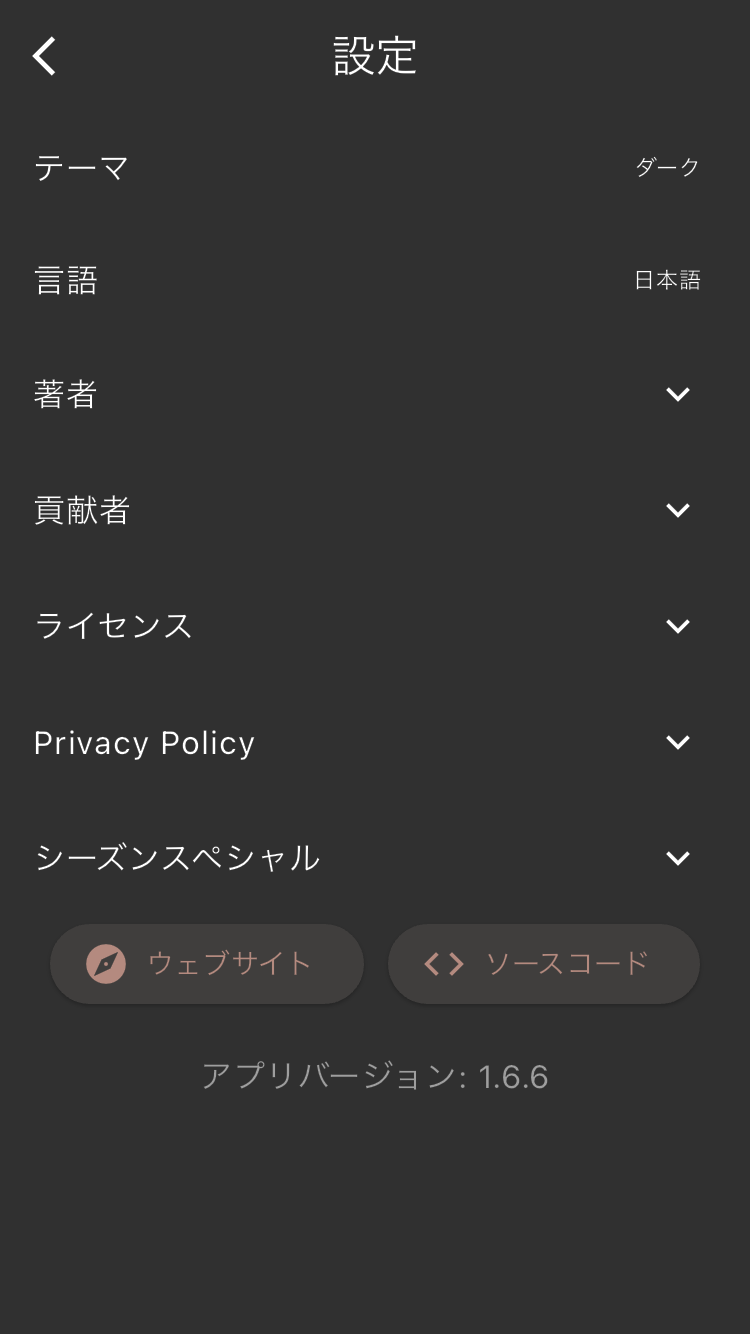 設定
テーマ ダーク
言語 日本語
著者
貢献者
ライセンス
Privacy Policy
シーズンスペシャル
ウェブサイト ソースコード
アプリバージョン: 1.6.6